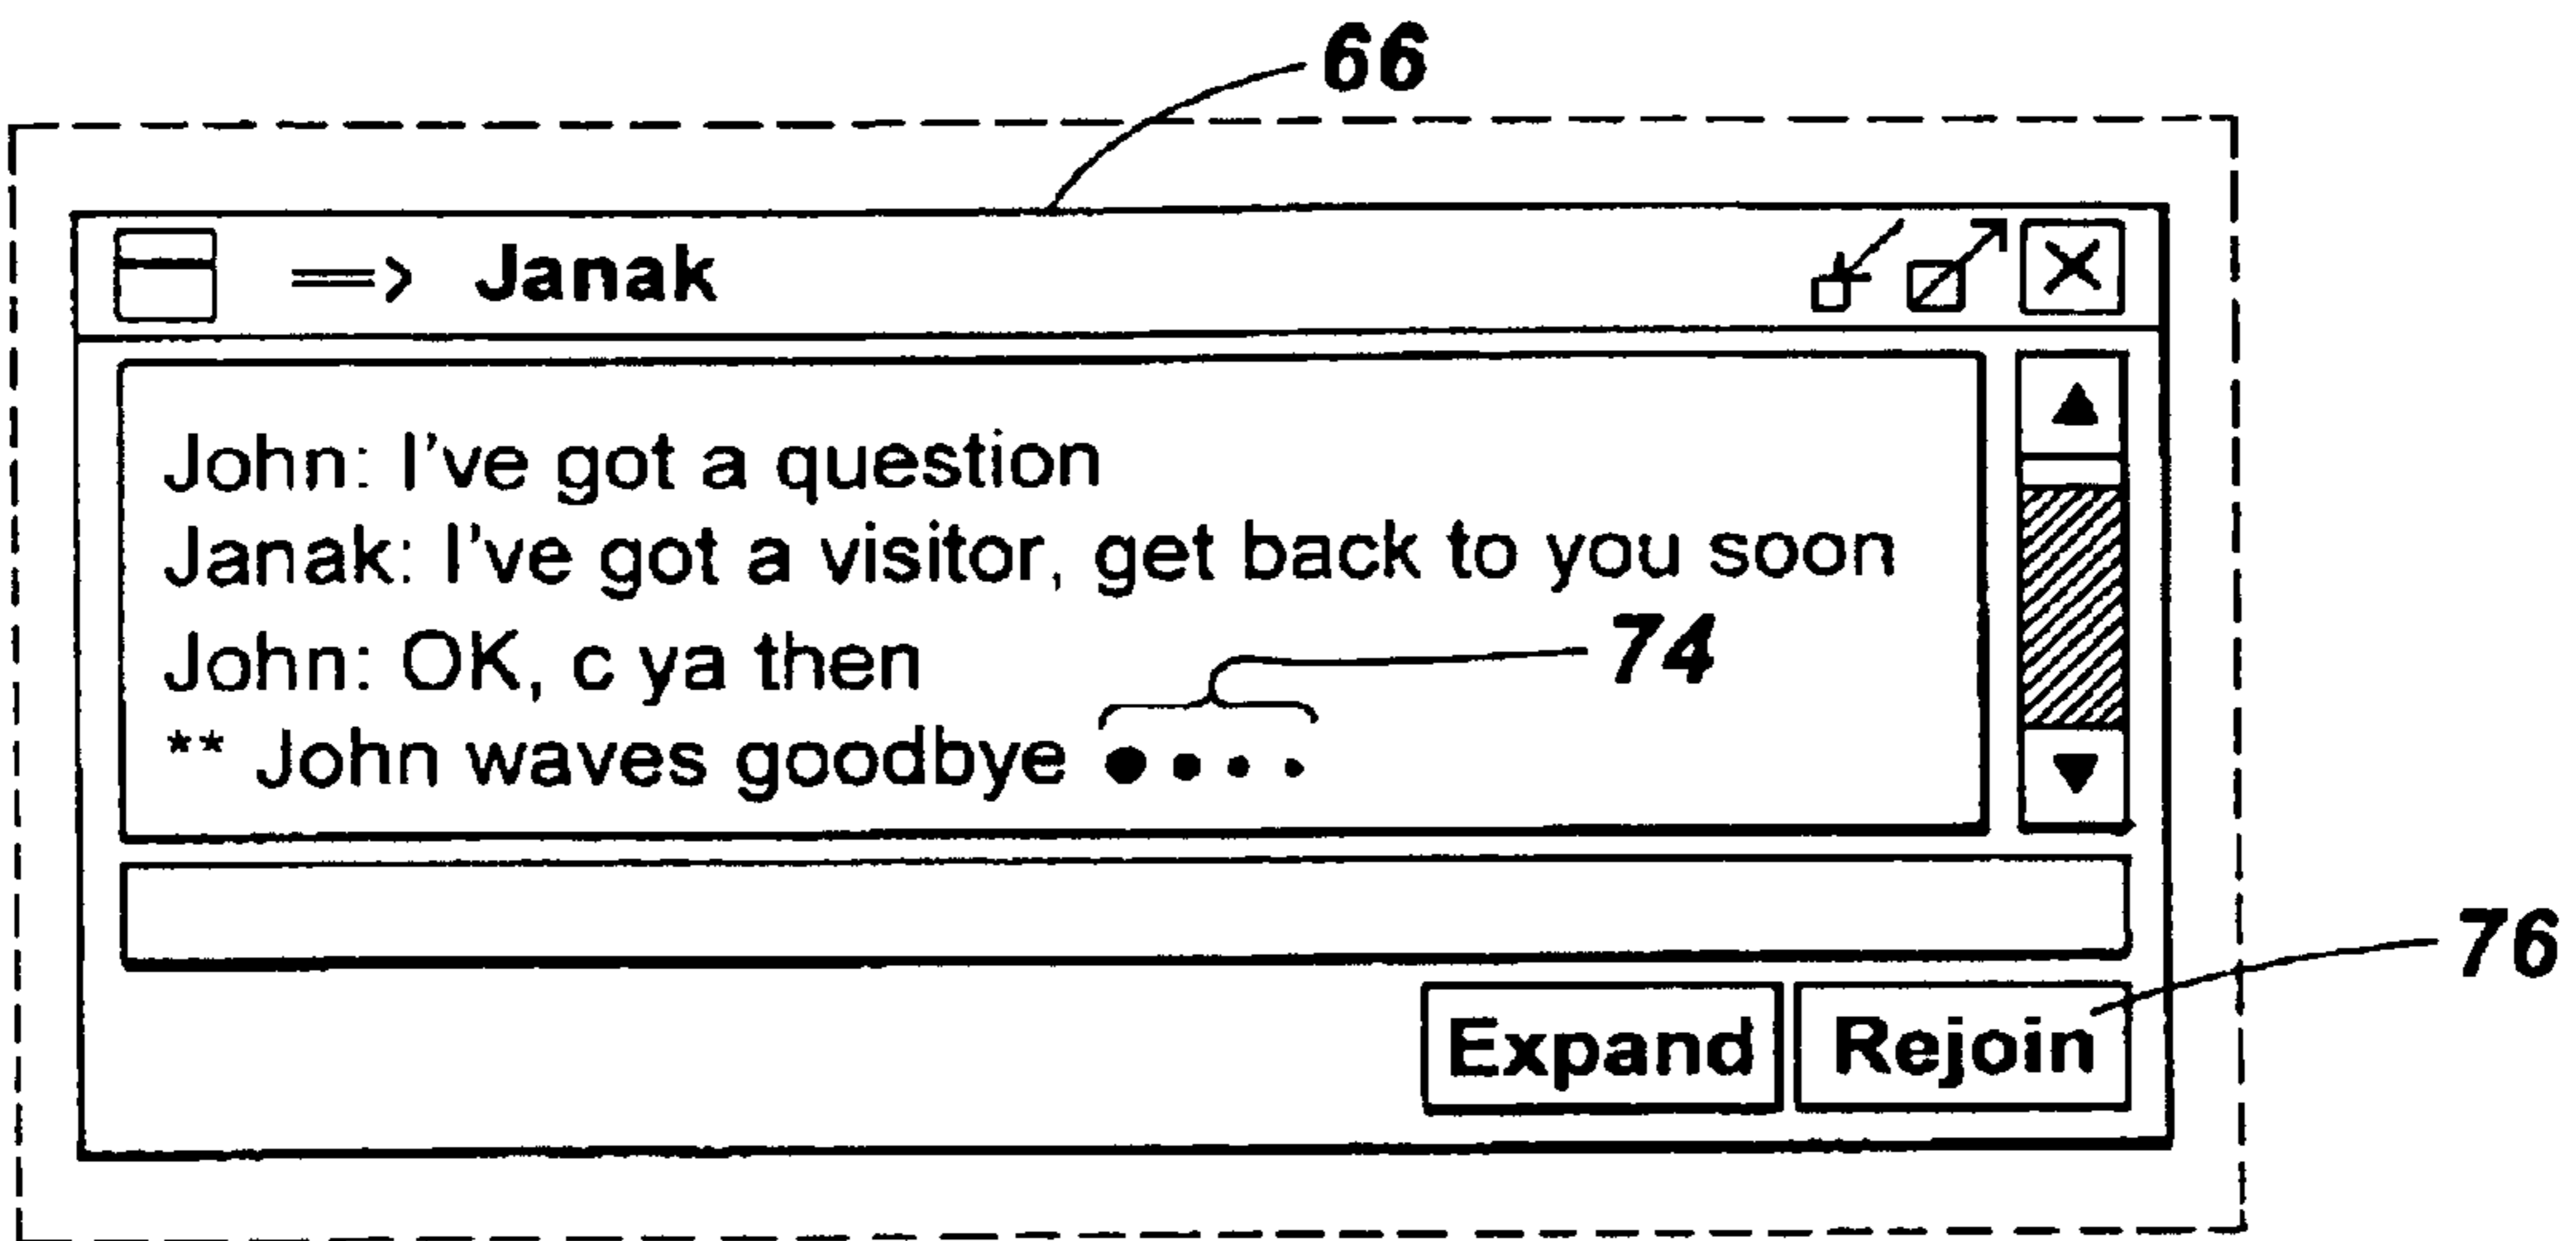 66
=> Janak
John: I've got a question
Janak: I've got a visitor, get back to you soon
John: OK, c ya then
74
** John waves goodbye ● • • •
76
Expand
Rejoin